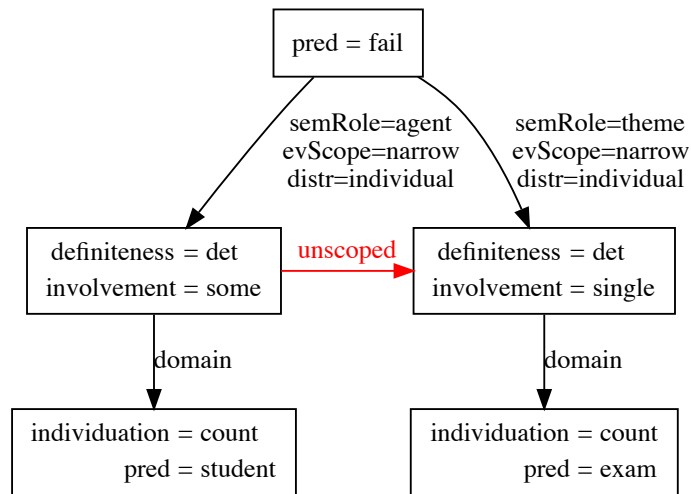 pred = fail
semRole=agent
evScope=narrow
distr=individual
semRole=theme
evScope=narrow
distr=individual
definiteness = det
involvement = some
unscoped
definiteness = det
involvement = single
domain
domain
individuation = count
pred = student
individuation = count
pred = exam